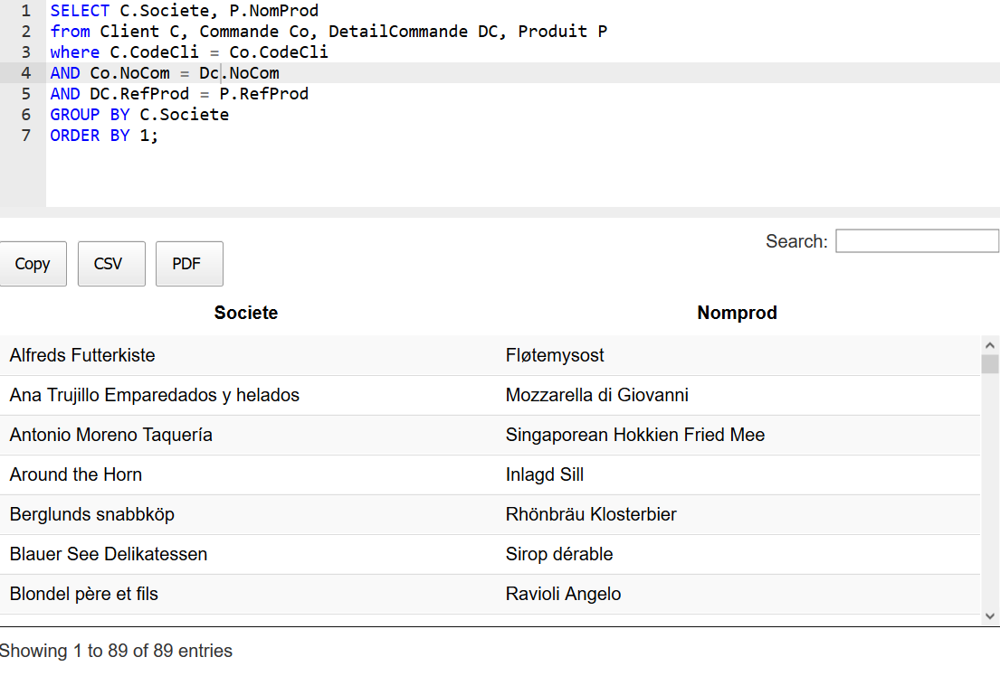 1 SELECT C.Societe, P.NomProd
2 from Client C, Commande Co, DetailCommande DC, Produit P
3 where C.CodeCli = Co.CodeCli
4 AND Co.NoCom = Dc.NoCom
5 AND DC.RefProd = P.RefProd
6 GROUP BY C.Societe
7 ORDER BY 1;
Search:
Copy CSV PDF
Societe Nomprod
Alfreds Futterkiste Fløtemysost
Ana Trujillo Emparedados y helados Mozzarella di Giovanni
Antonio Moreno Taquería Singaporean Hokkien Fried Mee
Around the Horn Inlagd Sill
Berglunds snabbköp Rhönbräu Klosterbier
Blauer See Delikatessen Sirop dérable
Blondel père et fils Ravioli Angelo
Showing 1 to 89 of 89 entries